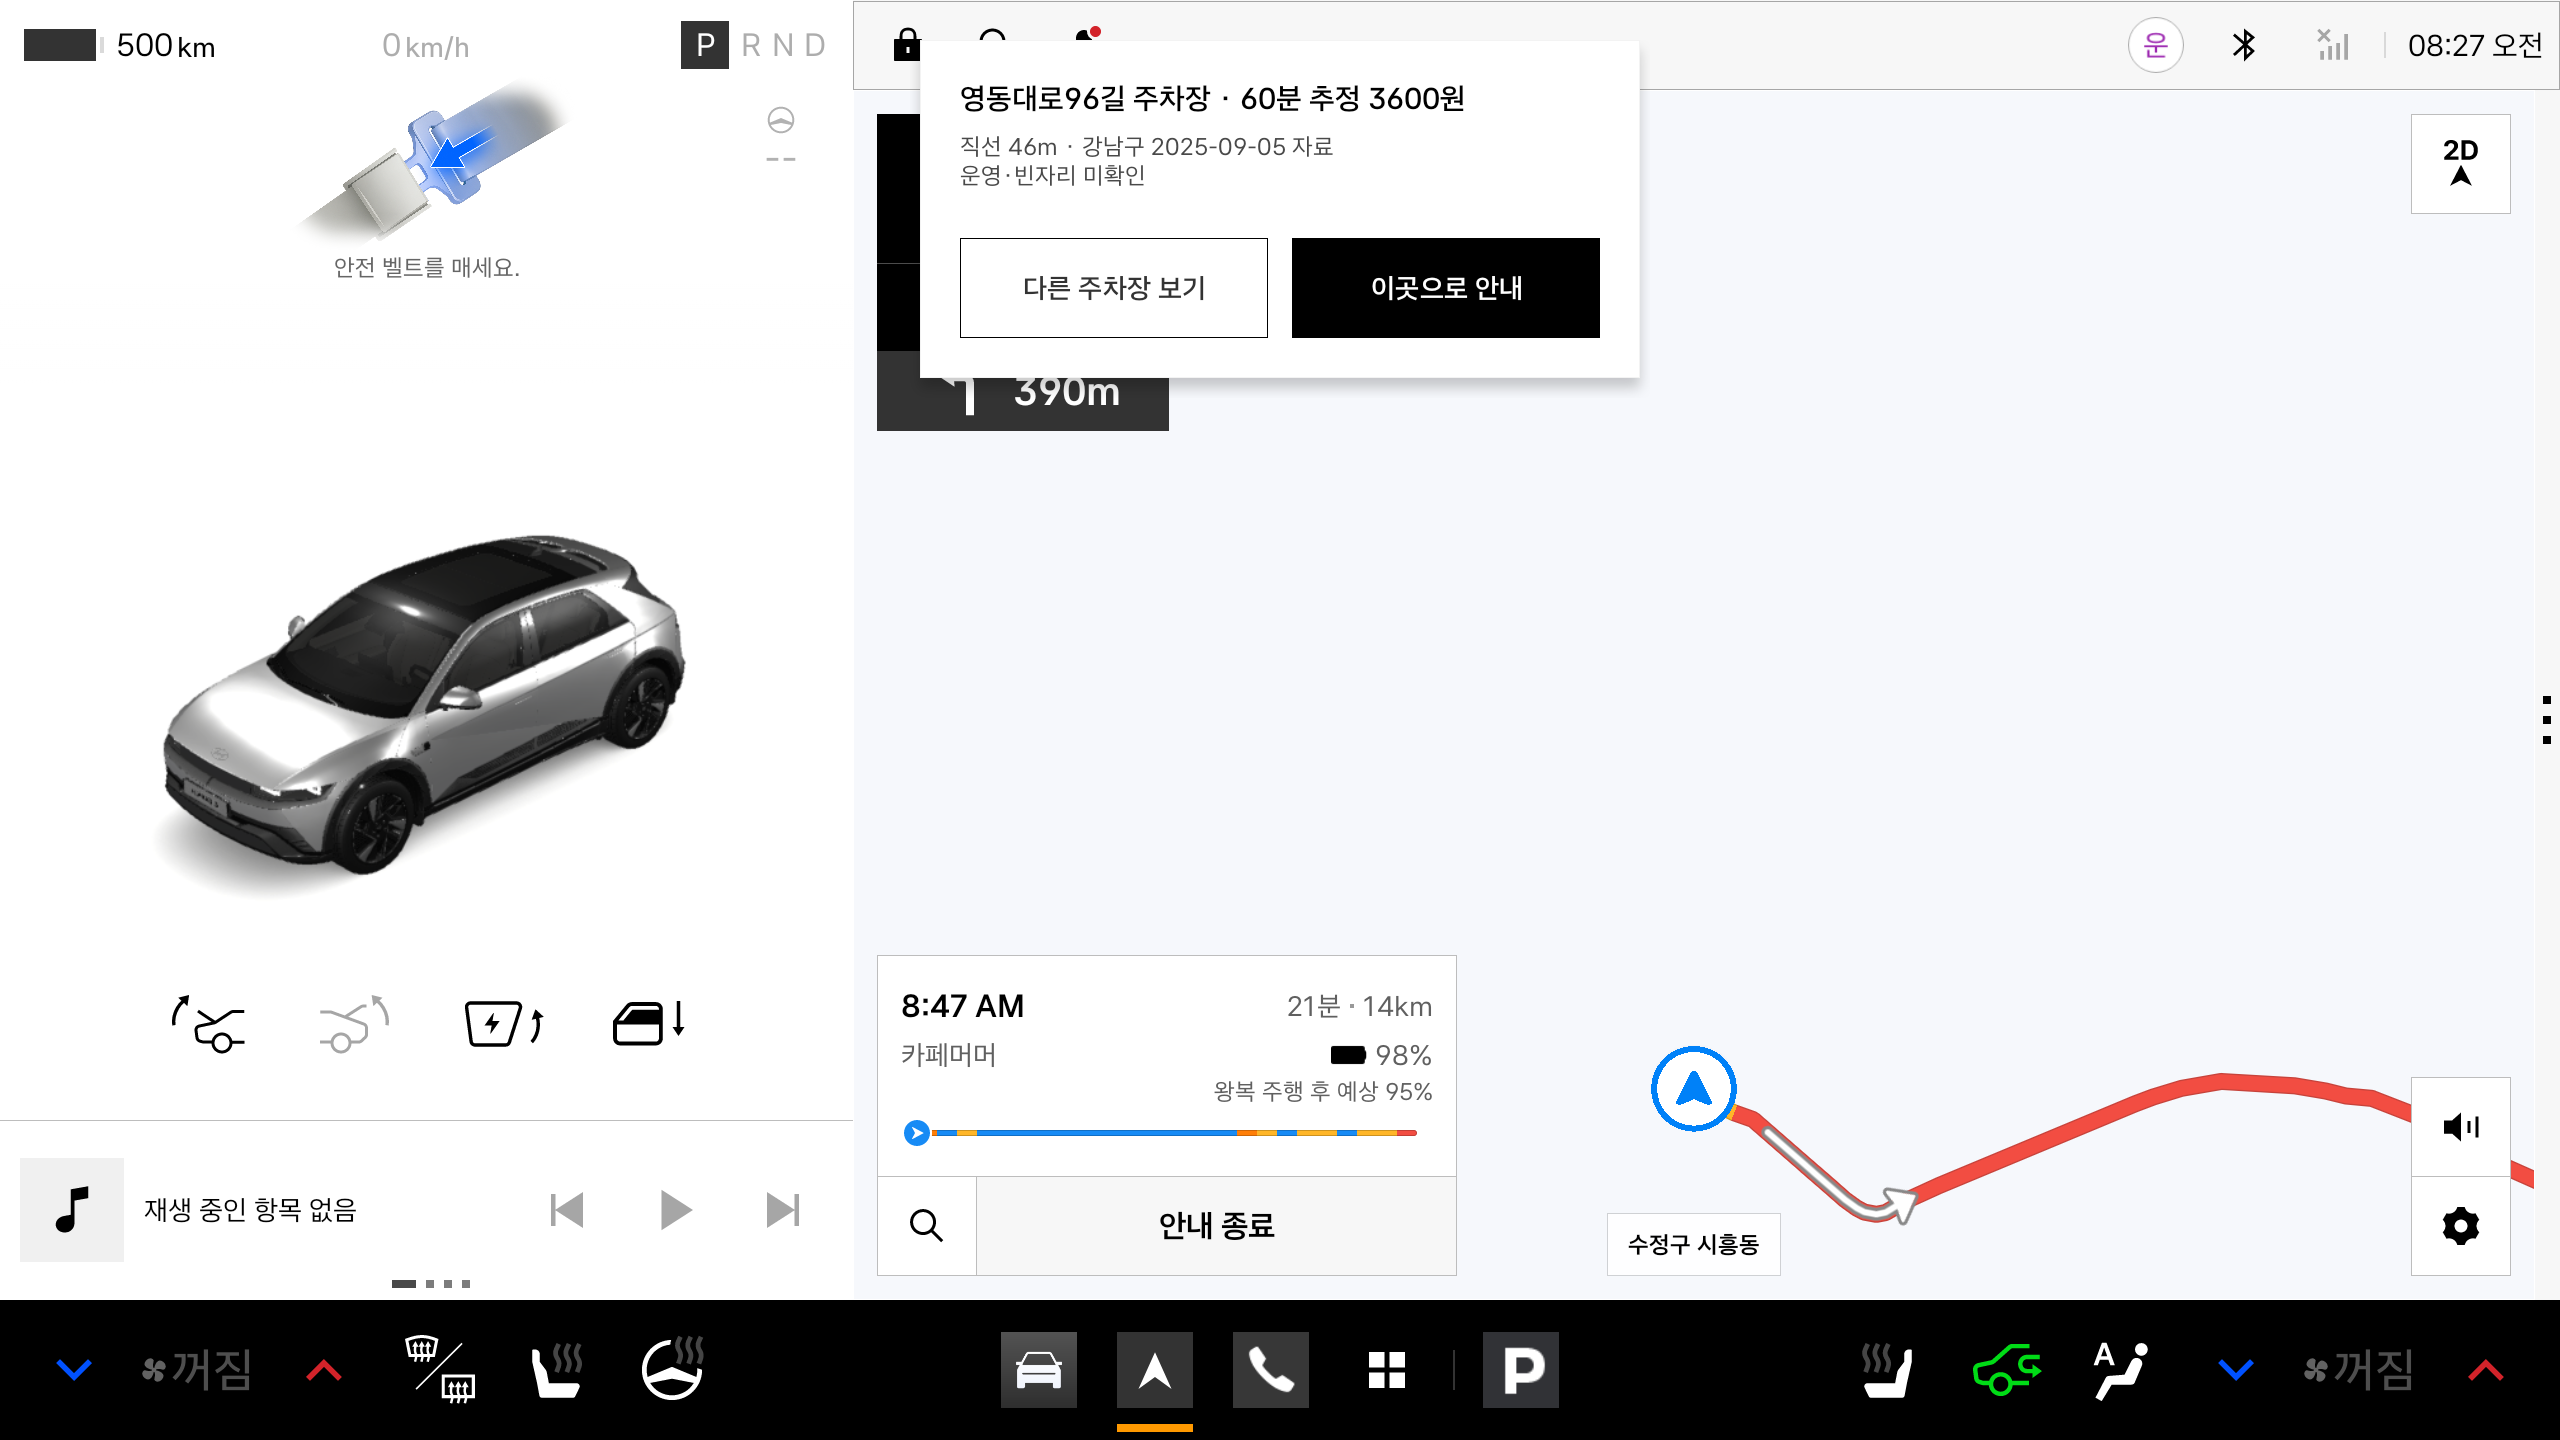 500 km
0 km/h
P R N D
안전 벨트를 매세요.
운
08:27 오전
영동대로96길 주차장 · 60분 추정 3600원
직선 46m · 강남구 2025-09-05 자료
운영·빈자리 미확인
다른 주차장 보기
이곳으로 안내
390m
2D
8:47 AM
21분 · 14km
카페머머
98%
왕복 주행 후 예상 95%
안내 종료
수정구 시흥동
재생 중인 항목 없음
꺼짐
P
A
꺼짐